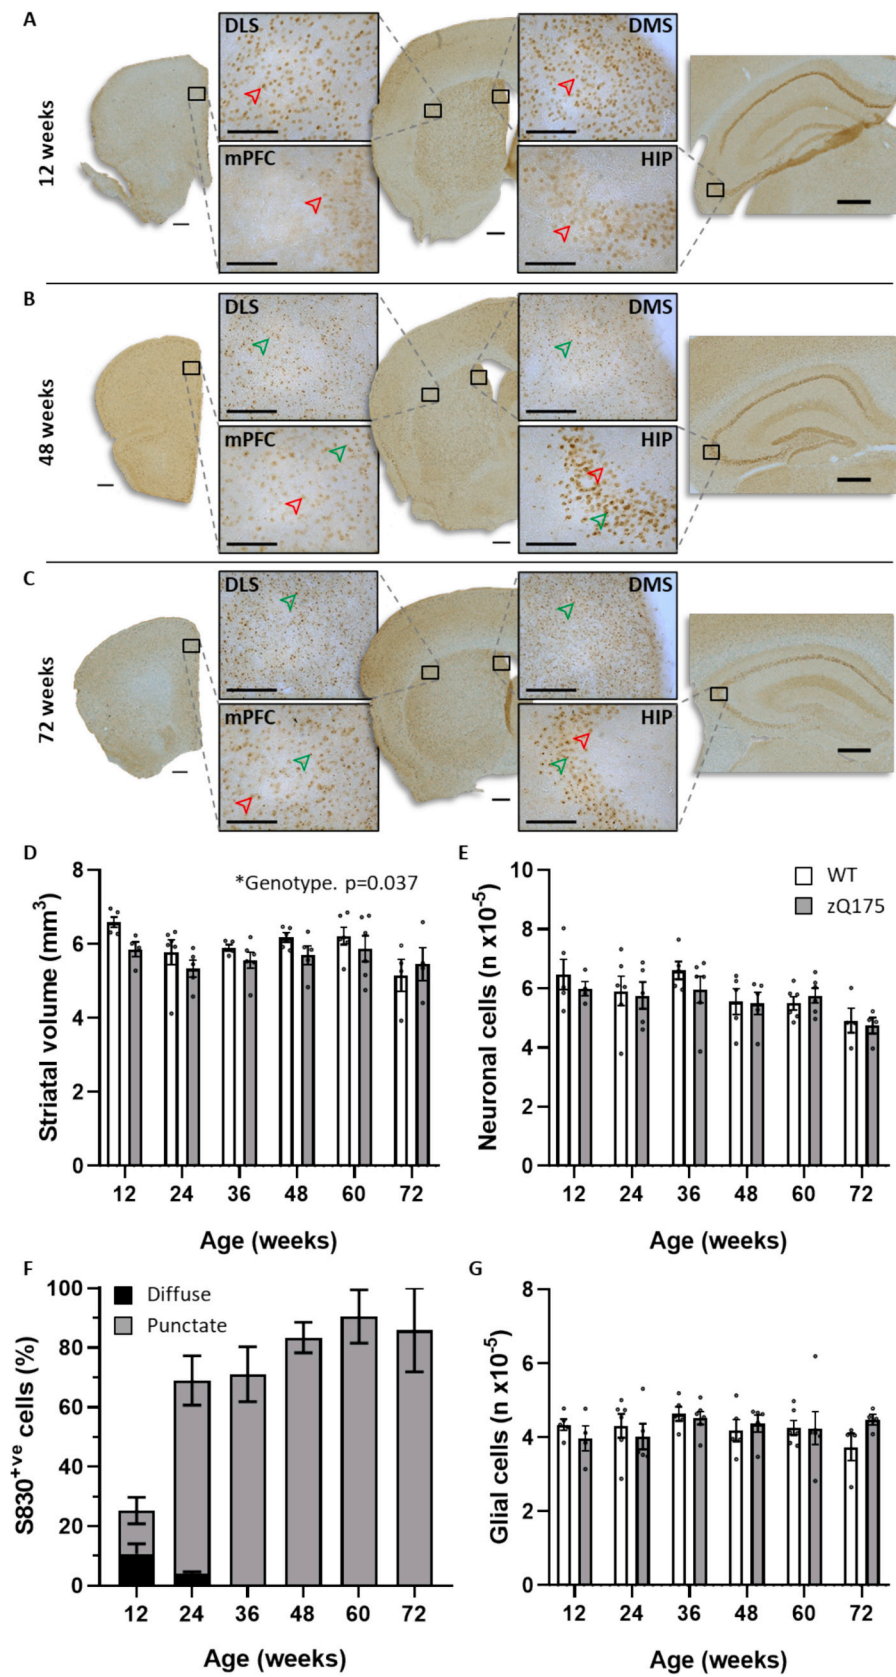 A
DLS
DMS
mPFC
HIP
12 weeks
B
DLS
DMS
mPFC
HIP
48 weeks
C
DLS
DMS
mPFC
HIP
72 weeks
D
8
6
4
2
0
Striatal volume (mm³)
*Genotype. p=0.037
12 24 36 48 60 72
Age (weeks)
E
10
8
6
4
2
0
Neuronal cells (n x10⁻⁵)
WT
zQ175
12 24 36 48 60 72
Age (weeks)
F
100
80
60
40
20
0
S830⁺ᵛᵉ cells (%)
Diffuse
Punctate
12 24 36 48 60 72
Age (weeks)
G
8
6
4
2
0
Glial cells (n x10⁻⁵)
12 24 36 48 60 72
Age (weeks)